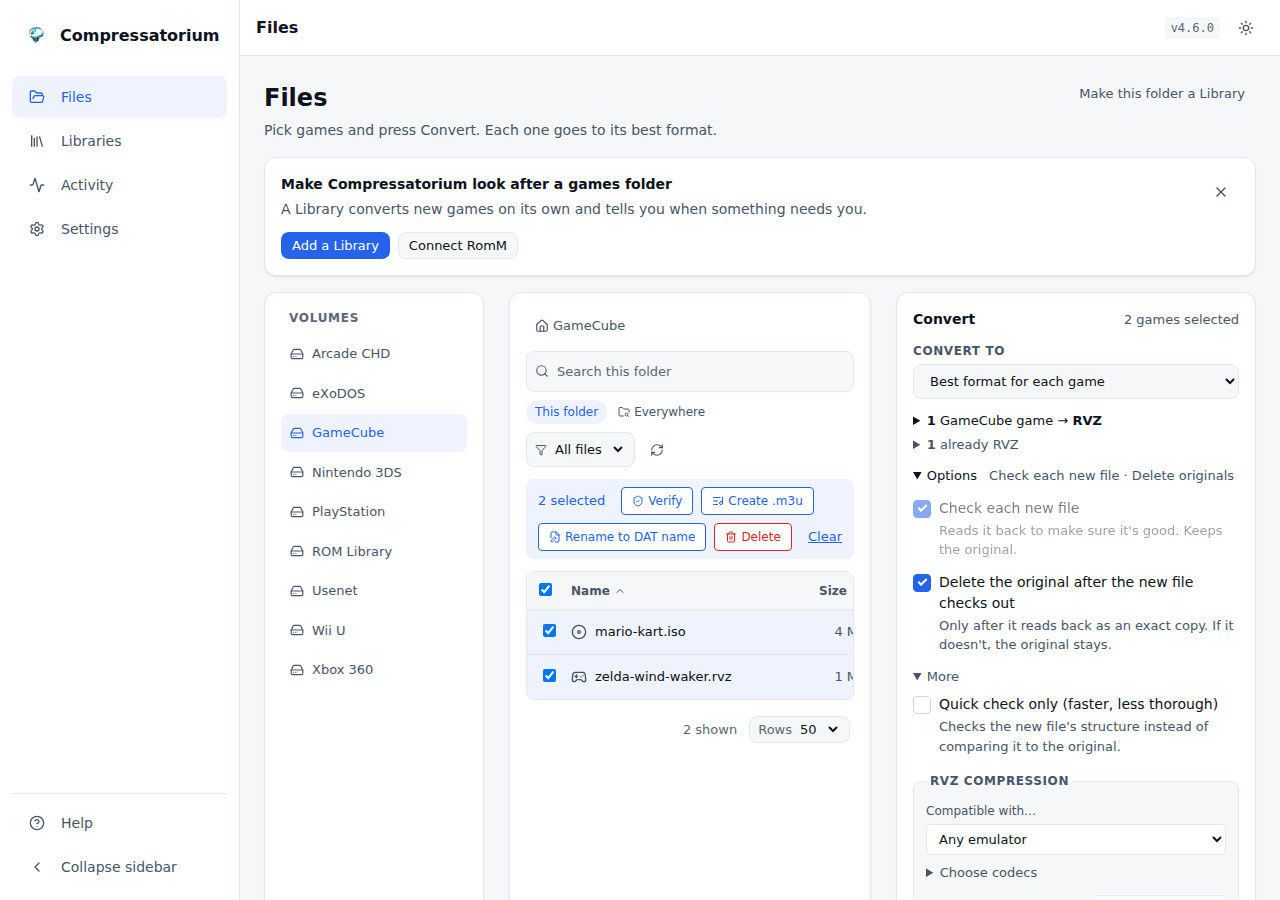 Compressatorium
Files
Libraries
Activity
Settings
Help
Collapse sidebar
Files
v4.6.0
Files
Make this folder a Library
Pick games and press Convert. Each one goes to its best format.
Make Compressatorium look after a games folder
A Library converts new games on its own and tells you when something needs you.
Add a Library
Connect RomM
VOLUMES
Arcade CHD
eXoDOS
GameCube
Nintendo 3DS
PlayStation
ROM Library
Usenet
Wii U
Xbox 360
GameCube
Search this folder
This folder
Everywhere
All files
2 selected
Verify
Create .m3u
Rename to DAT name
Delete
Clear
Name
Size
mario-kart.iso
4 M
zelda-wind-waker.rvz
1 M
2 shown
Rows 50
Convert
2 games selected
CONVERT TO
Best format for each game
1 GameCube game → RVZ
1 already RVZ
Options Check each new file · Delete originals
Check each new file
Reads it back to make sure it's good. Keeps
the original.
Delete the original after the new file
checks out
Only after it reads back as an exact copy. If it
doesn't, the original stays.
More
Quick check only (faster, less thorough)
Checks the new file's structure instead of
comparing it to the original.
RVZ COMPRESSION
Compatible with...
Any emulator
Choose codecs